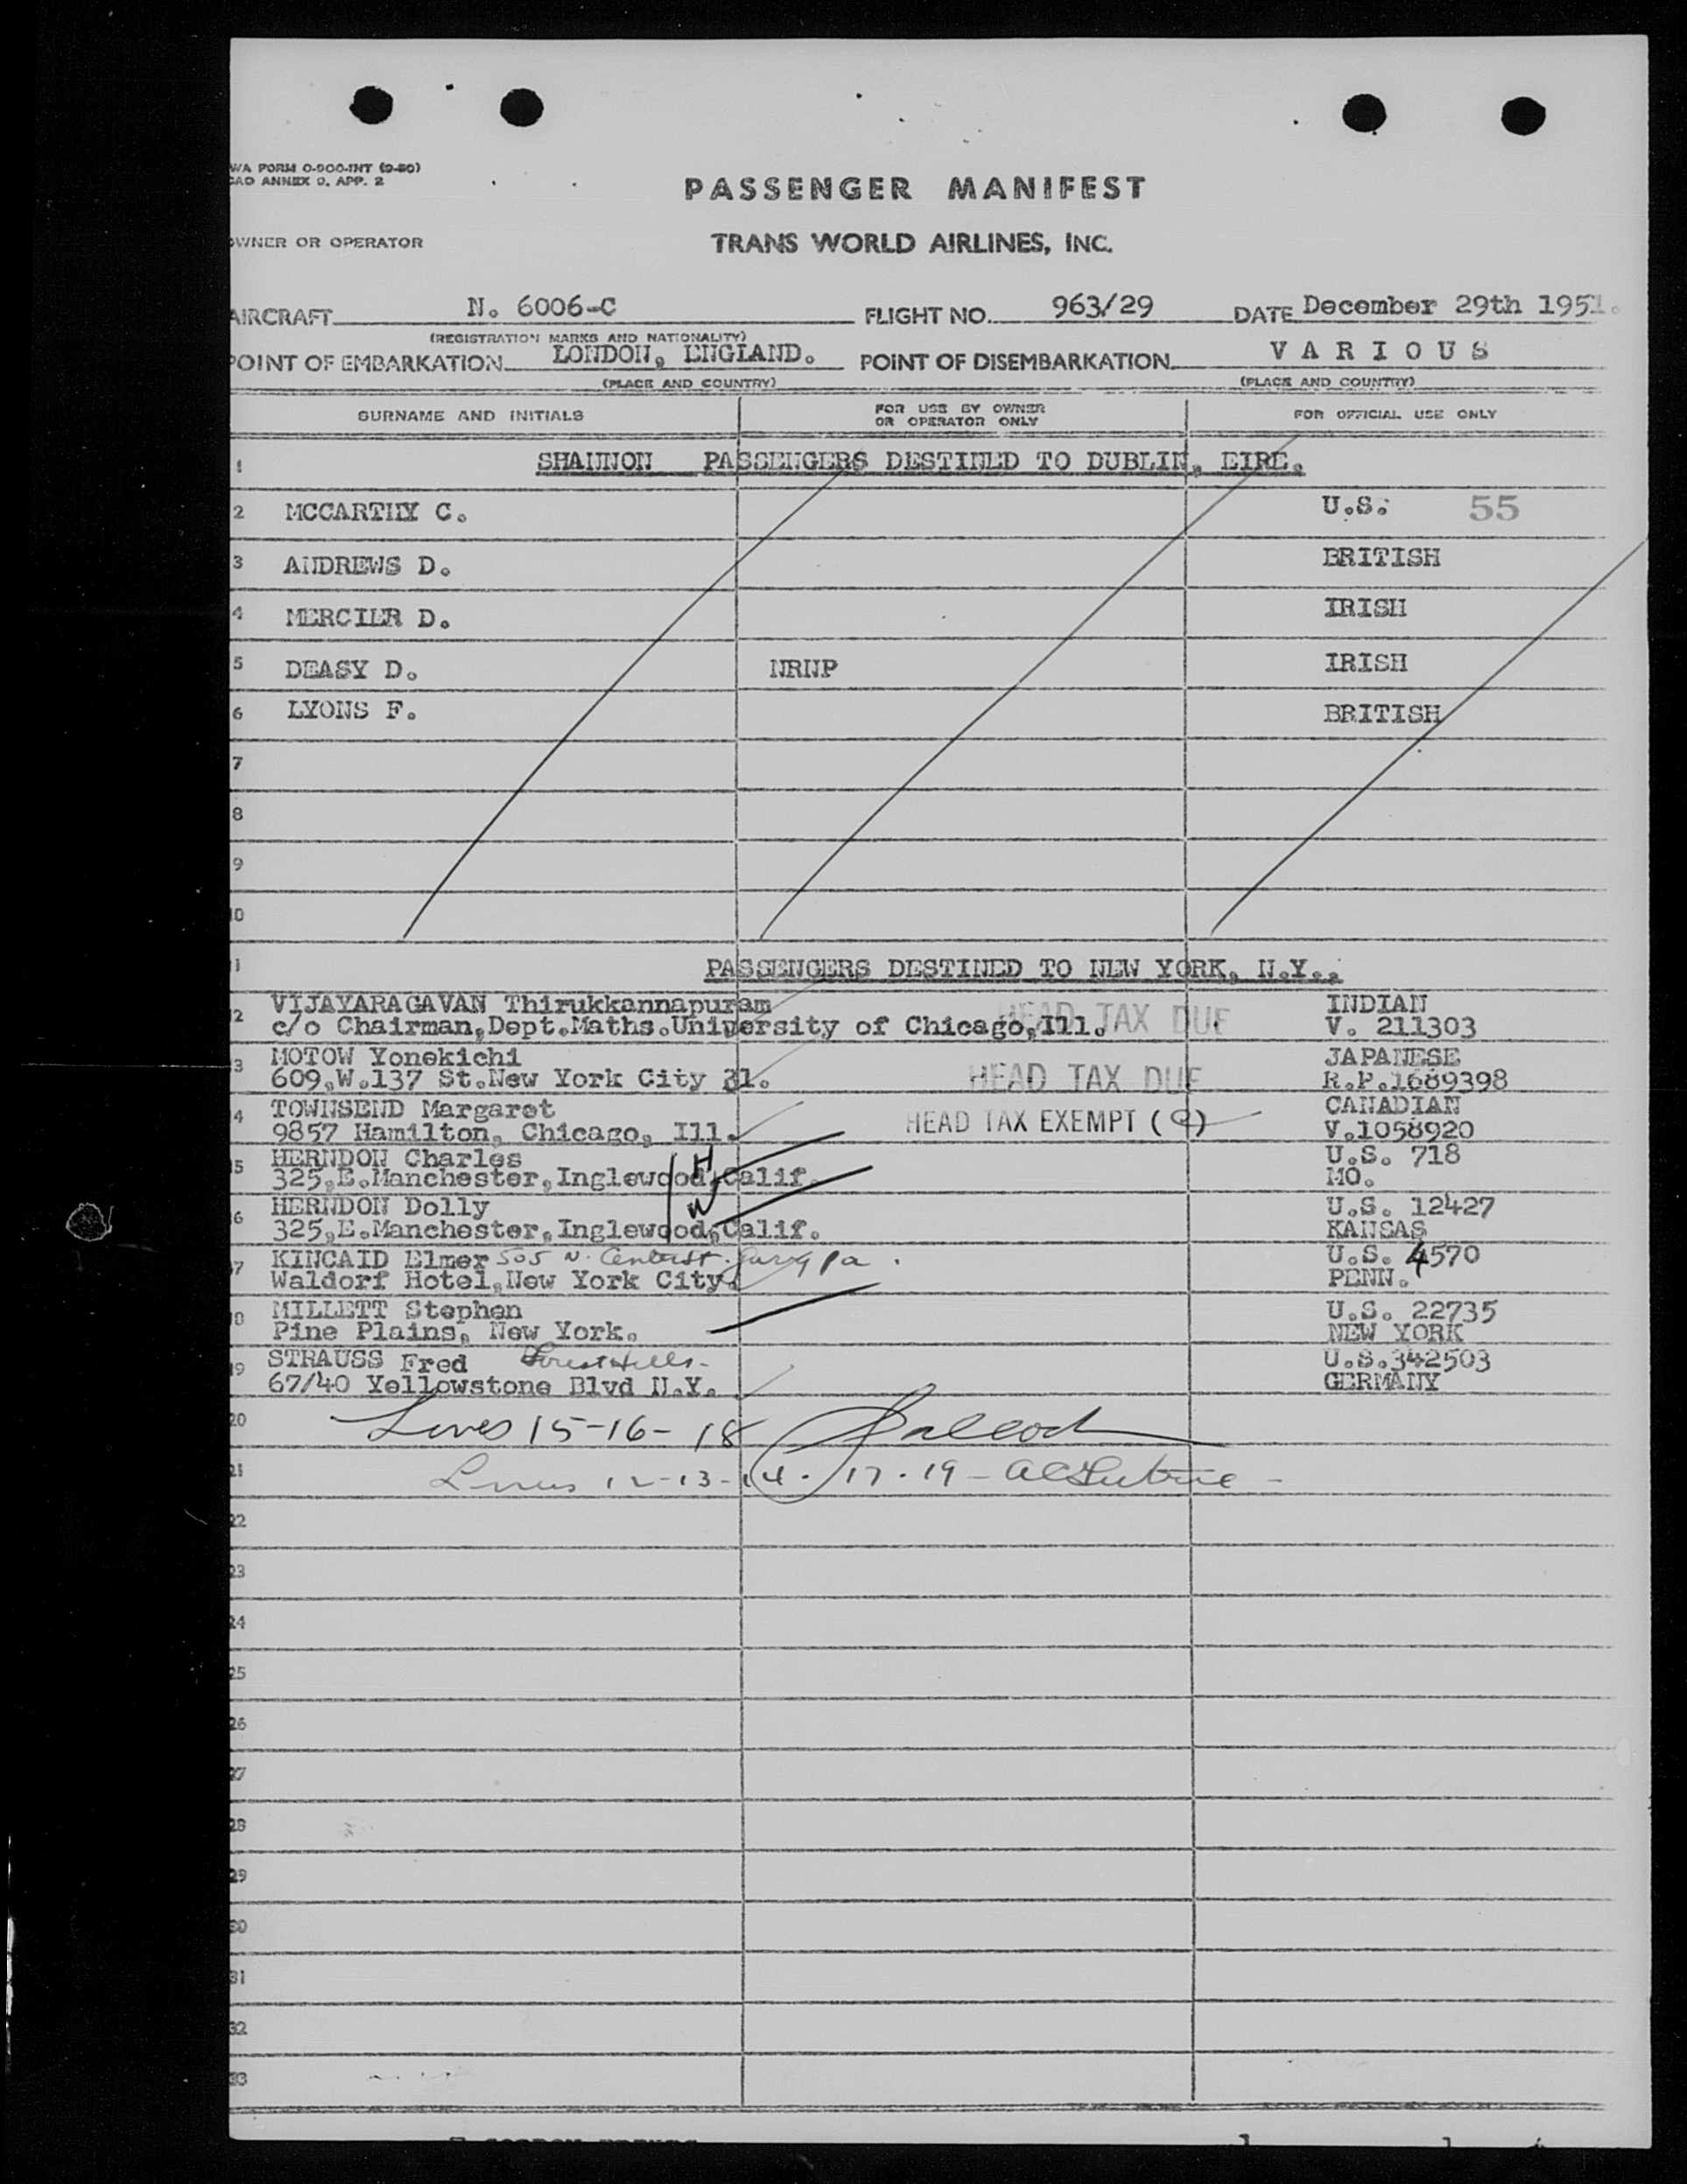 WA FORM O-900-INT (9-50)
CAO ANNEX 9, APP. 2
PASSENGER MANIFEST
OWNER OR OPERATOR
TRANS WORLD AIRLINES, INC.
AIRCRAFT N. 6006-C FLIGHT NO. 963/29 DATE December 29th 1951.
(REGISTRATION MARKS AND NATIONALITY)
POINT OF EMBARKATION LONDON, ENGLAND. POINT OF DISEMBARKATION VARIOUS
(PLACE AND COUNTRY) (PLACE AND COUNTRY)
SURNAME AND INITIALS FOR USE BY OWNER OR OPERATOR ONLY FOR OFFICIAL USE ONLY
1 SHANNON PASSENGERS DESTINED TO DUBLIN, EIRE.
2 MCCARTHY C. U.S. 55
3 ANDREWS D. BRITISH
4 MERCIER D. IRISH
5 DEASY D. NRNP IRISH
6 LYONS F. BRITISH
7
8
9
10
11 PASSENGERS DESTINED TO NEW YORK, N.Y.,
12 VIJAYARAGAVAN Thirukkannapuram HEAD TAX DUE INDIAN
c/o Chairman,Dept.Maths.University of Chicago,Ill. V. 211303
13 MOTOW Yonekichi HEAD TAX DUE JAPANESE
609,W.137 St.New York City 31. R.P.1689398
14 TOWNSEND Margaret HEAD TAX EXEMPT ( ) CANADIAN
9857 Hamilton, Chicago, Ill. V.1058920
15 HERNDON Charles H U.S. 718
325,E.Manchester,Inglewood,Calif. MO.
16 HERNDON Dolly W U.S. 12427
325,E.Manchester,Inglewood,Calif. KANSAS
17 KINCAID Elmer 505 N. Pa. U.S. 4570
Waldorf Hotel,New York City. PENN.
18 MILLETT Stephen U.S. 22735
Pine Plains, New York. NEW YORK
19 STRAUSS Fred Forest Hills- U.S.342503
67/40 Yellowstone Blvd N.Y. GERMANY
20 Lines 15-16-18
21 Lines 12-13-14. 17. 19 -
22
23
24
25
26
27
28
29
30
31
32
33